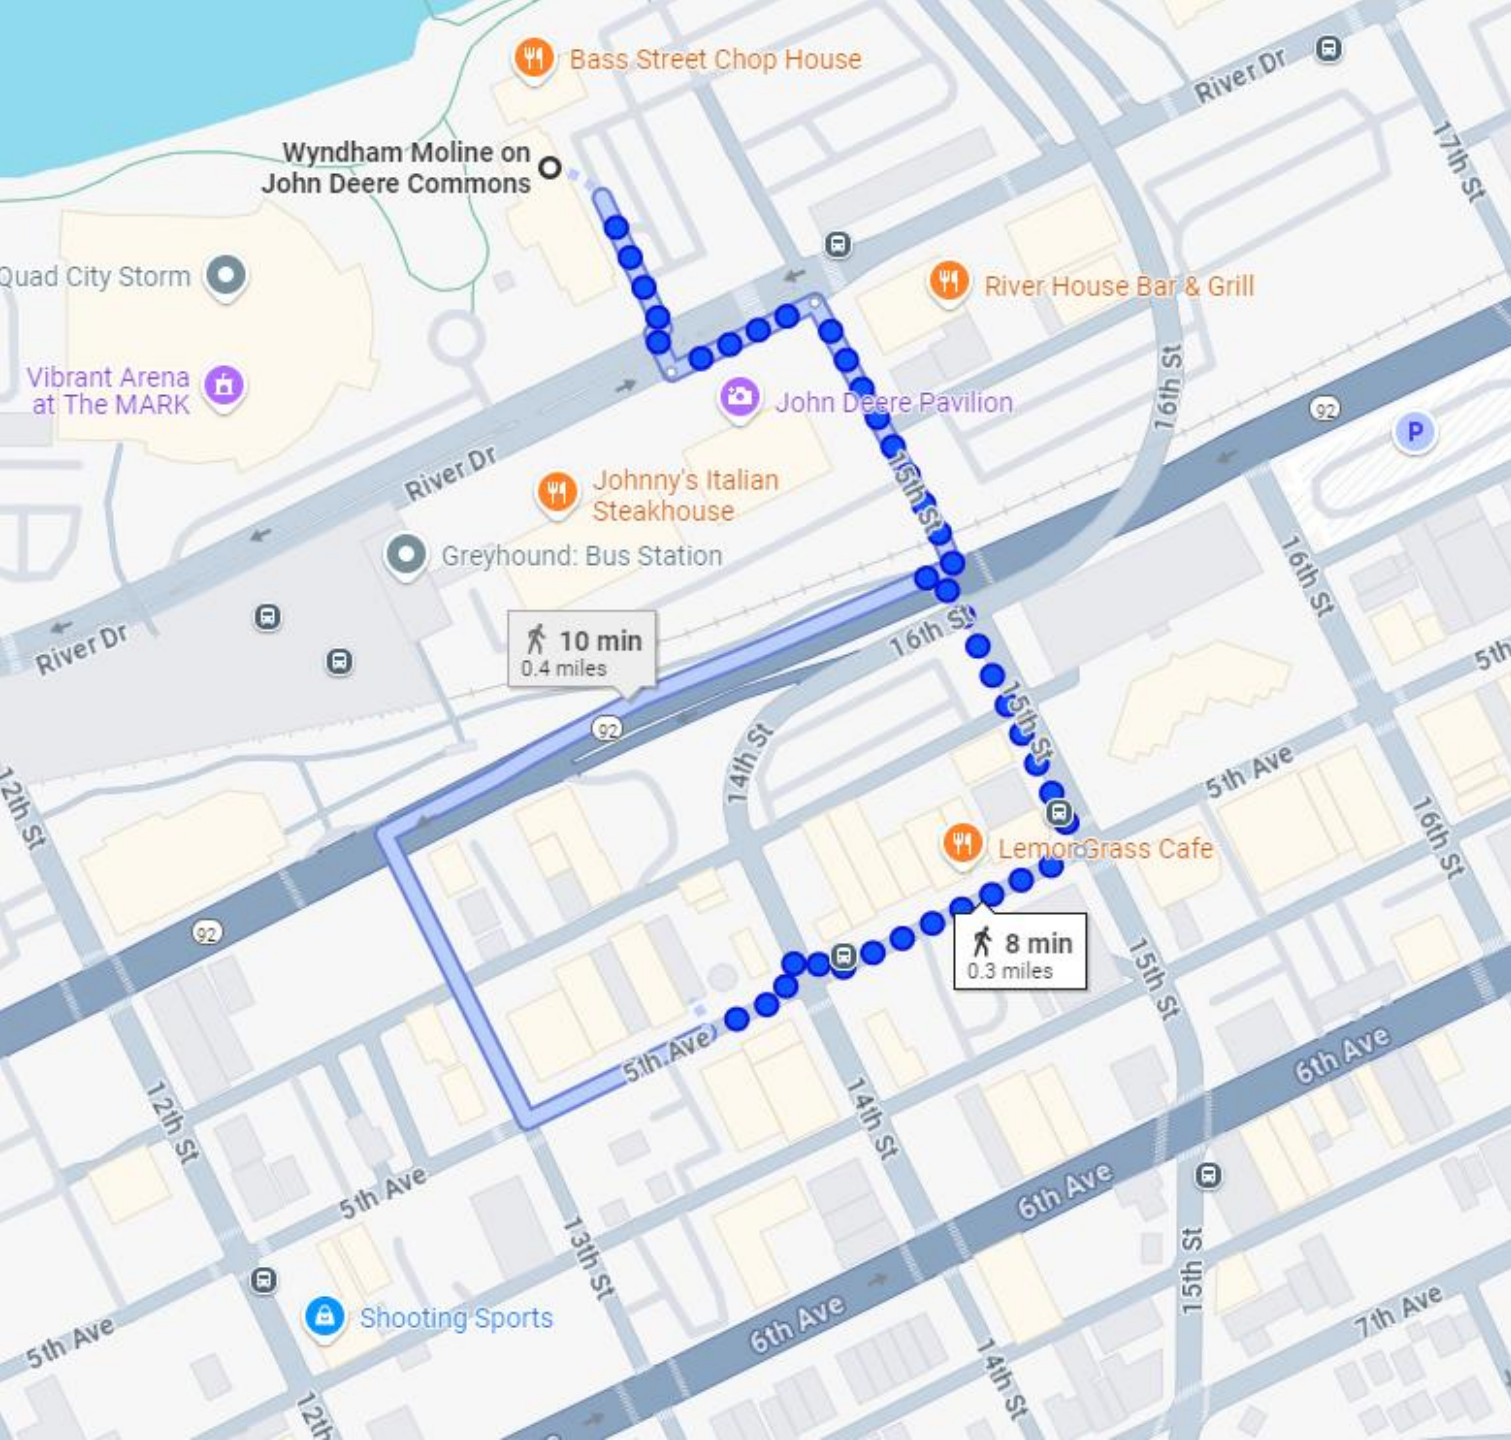 Bass Street Chop House
River Dr
17th St
Wyndham Moline on
John Deere Commons
Quad City Storm
River House Bar & Grill
Vibrant Arena
at The MARK
John Deere Pavilion
16th St
92
P
River Dr
Johnny's Italian
Steakhouse
15th St
Greyhound: Bus Station
16th St
River Dr
10 min
0.4 miles
16th St
5th
92
15th St
14th St
5th Ave
12th St
16th St
Lemon Grass Cafe
92
8 min
0.3 miles
15th St
5th Ave
6th Ave
12th St
14th St
5th Ave
6th Ave
13th St
15th St
Shooting Sports
6th Ave
7th Ave
5th Ave
14th St
12th